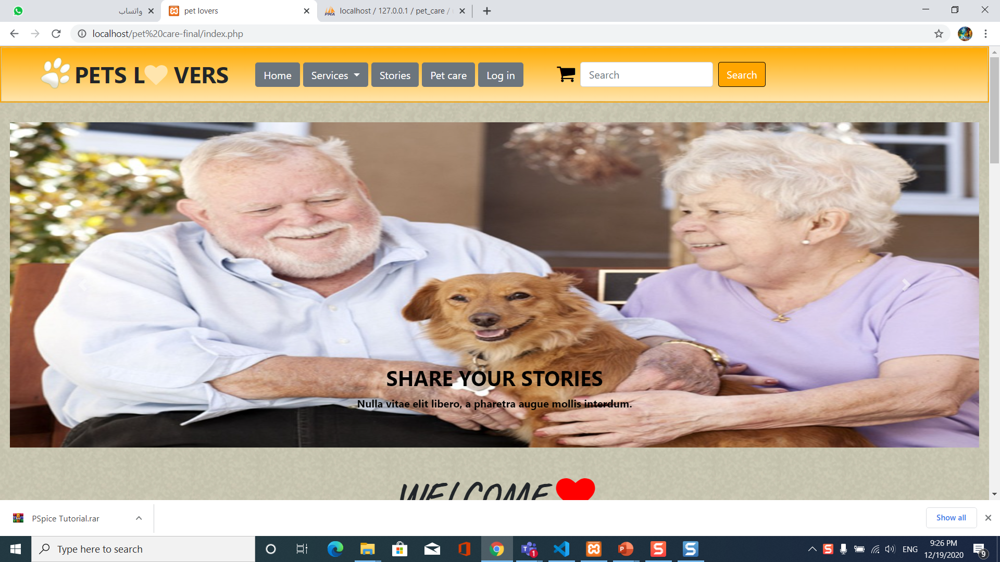 واتساب
pet lovers
localhost / 127.0.0.1 / pet_care /
localhost/pet%20care-final/index.php
PETS L VERS
Home
Services
Stories
Pet care
Log in
Search
Search
SHARE YOUR STORIES
Nulla vitae elit libero, a pharetra augue mollis interdum.
WELCOME
PSpice Tutorial.rar
Show all
Type here to search
1
ENG
9:26 PM
12/19/2020
9